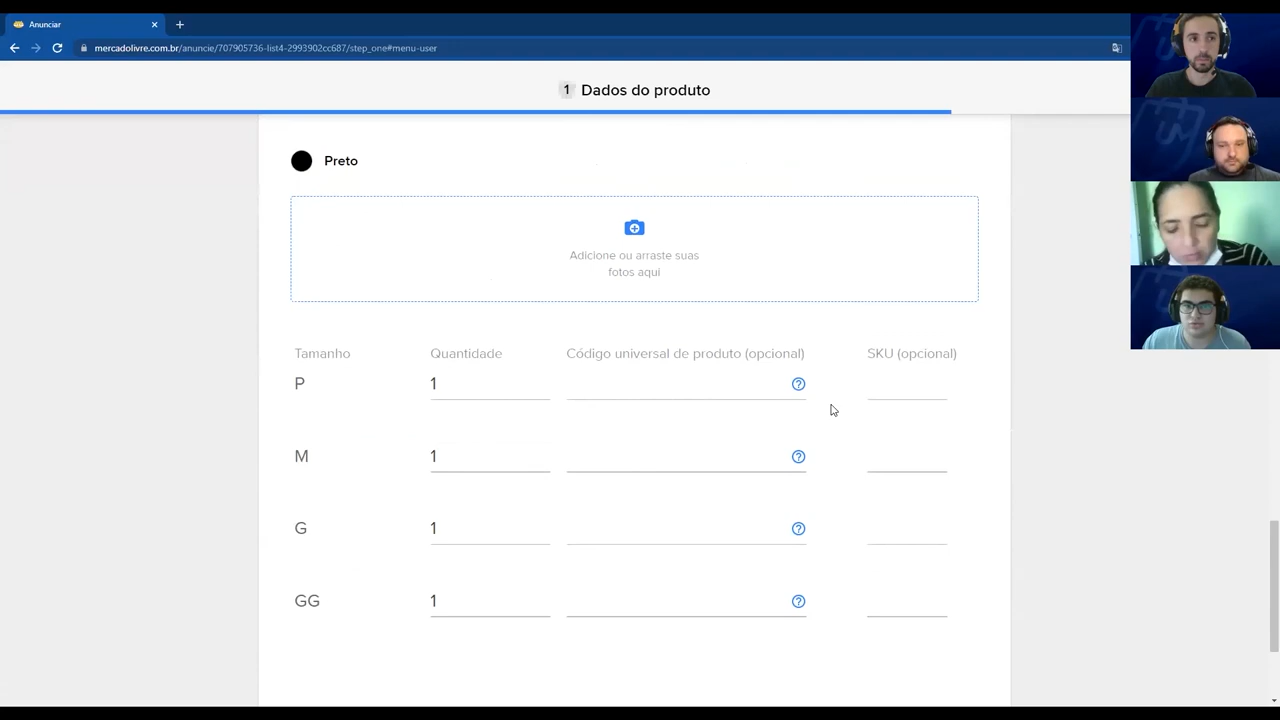 Anunciar
mercadolivre.com.br/anuncie/707905736-list4-2993902cc687/step_one#menu-user
1 Dados do produto
Preto
Adicione ou arraste suas
fotos aqui
Tamanho Quantidade Código universal de produto (opcional) SKU (opcional)
P 1 ?
M 1 ?
G 1 ?
GG 1 ?